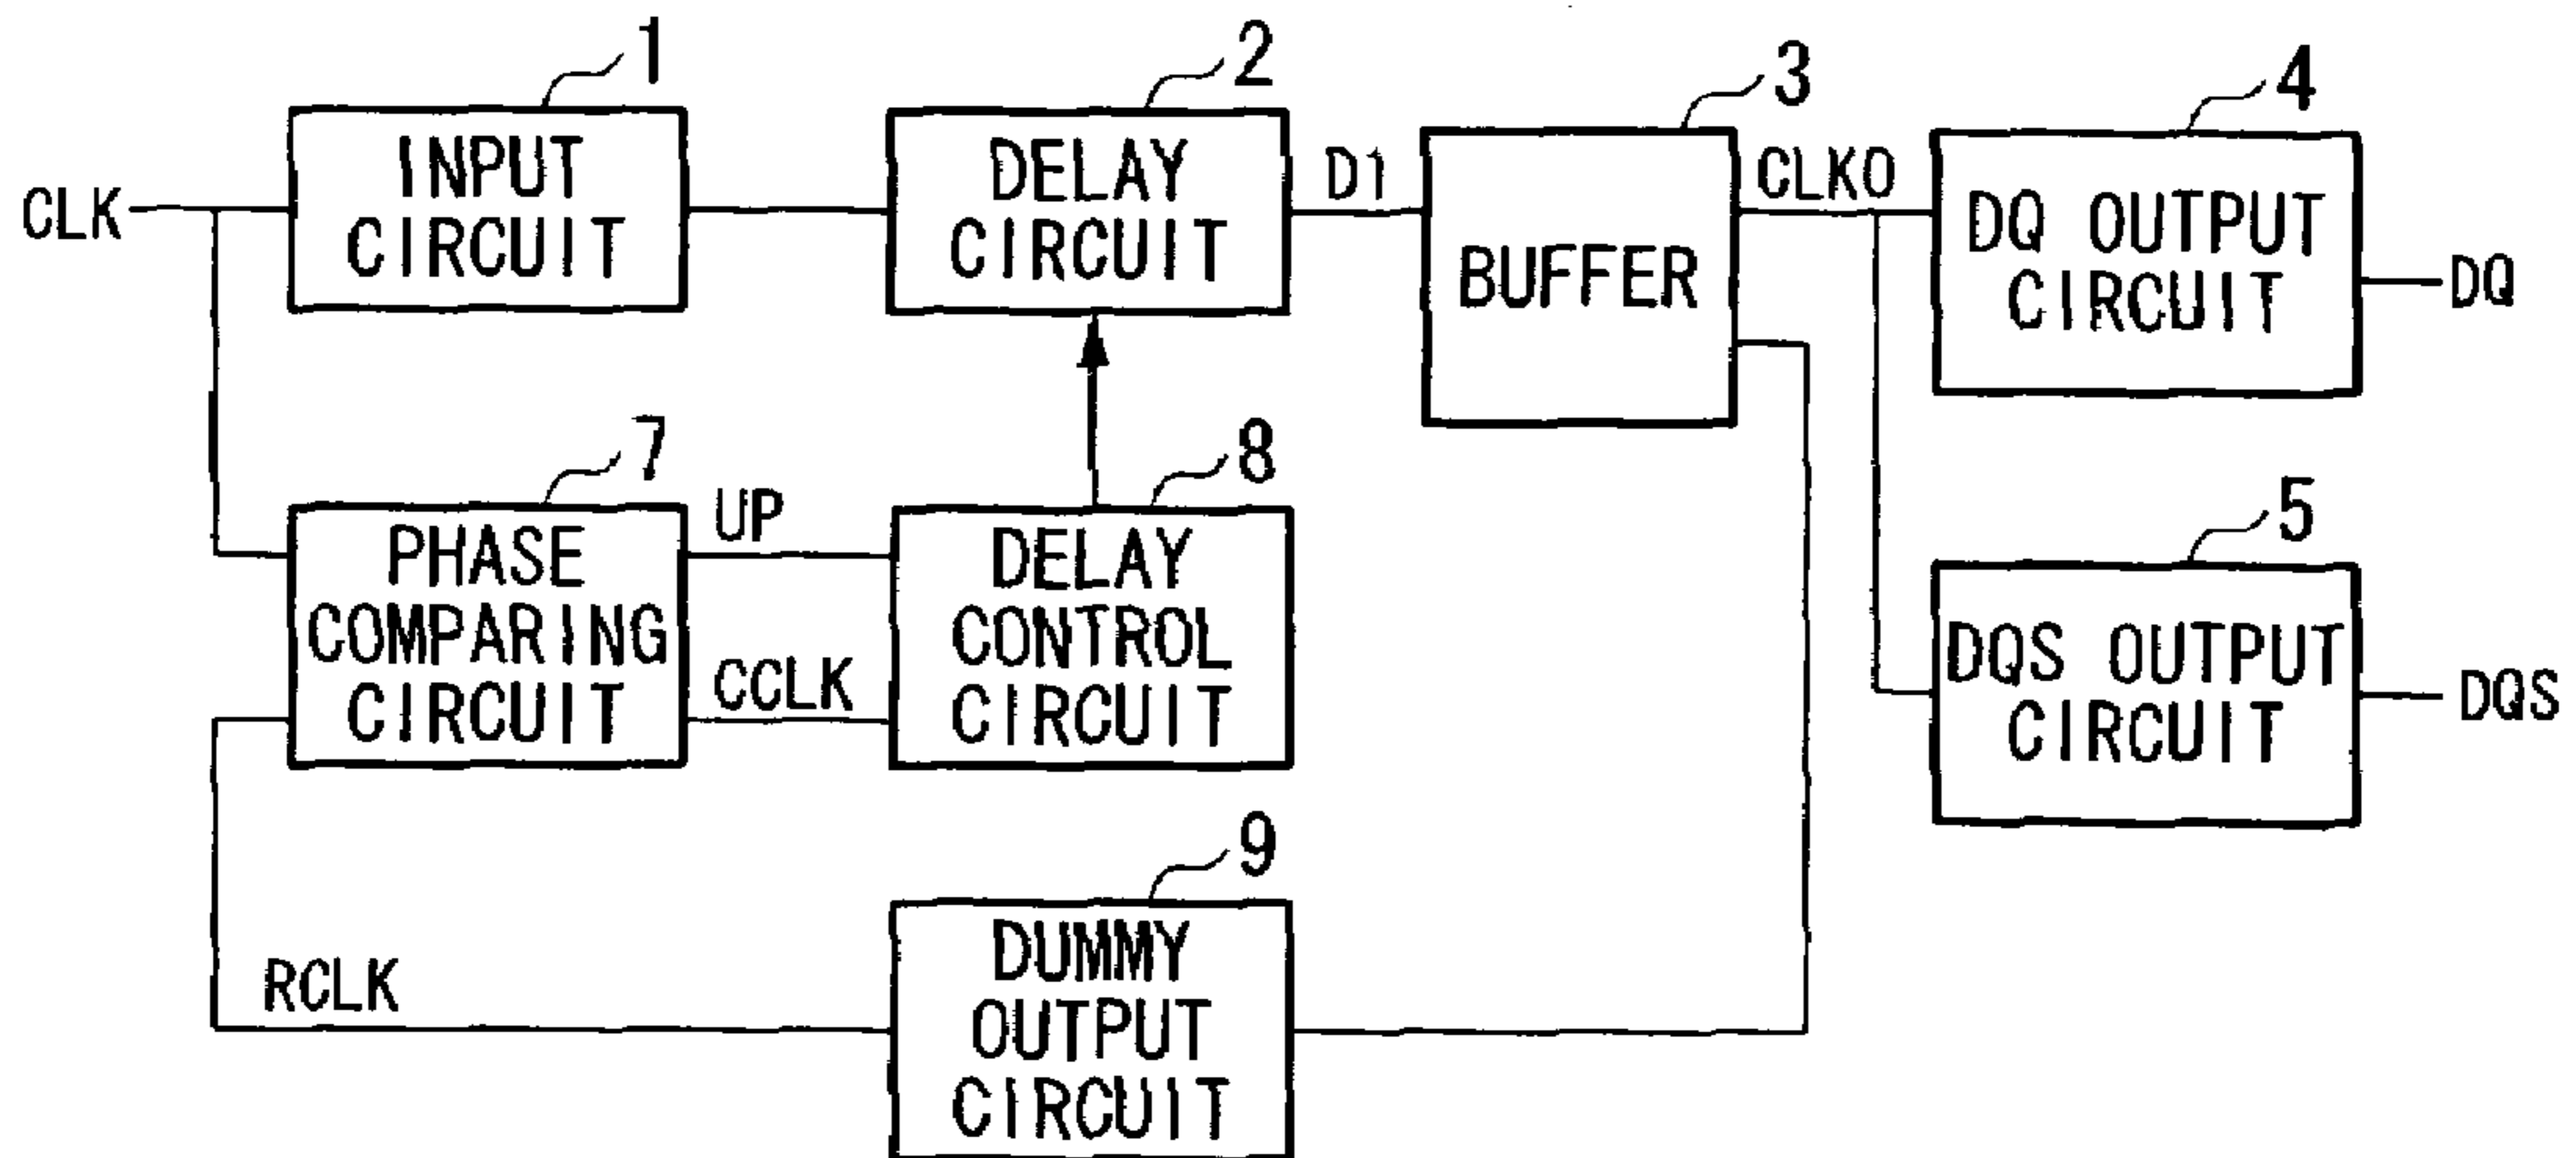 1
2
3
4
INPUT
CIRCUIT
DELAY
CIRCUIT
BUFFER
DQ OUTPUT
CIRCUIT
CLK
D1
CLKO
DQ
7
8
5
PHASE
COMPARING
CIRCUIT
UP
CCLK
DELAY
CONTROL
CIRCUIT
DQS OUTPUT
CIRCUIT
DQS
9
RCLK
DUMMY
OUTPUT
CIRCUIT